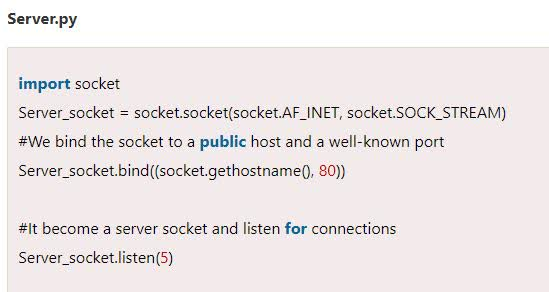 Server.py
import socket
Server_socket = socket.socket(socket.AF_INET, socket.SOCK_STREAM)
#We bind the socket to a public host and a well-known port
Server_socket.bind((socket.gethostname(), 80))
#It become a server socket and listen for connections
Server_socket.listen(5)